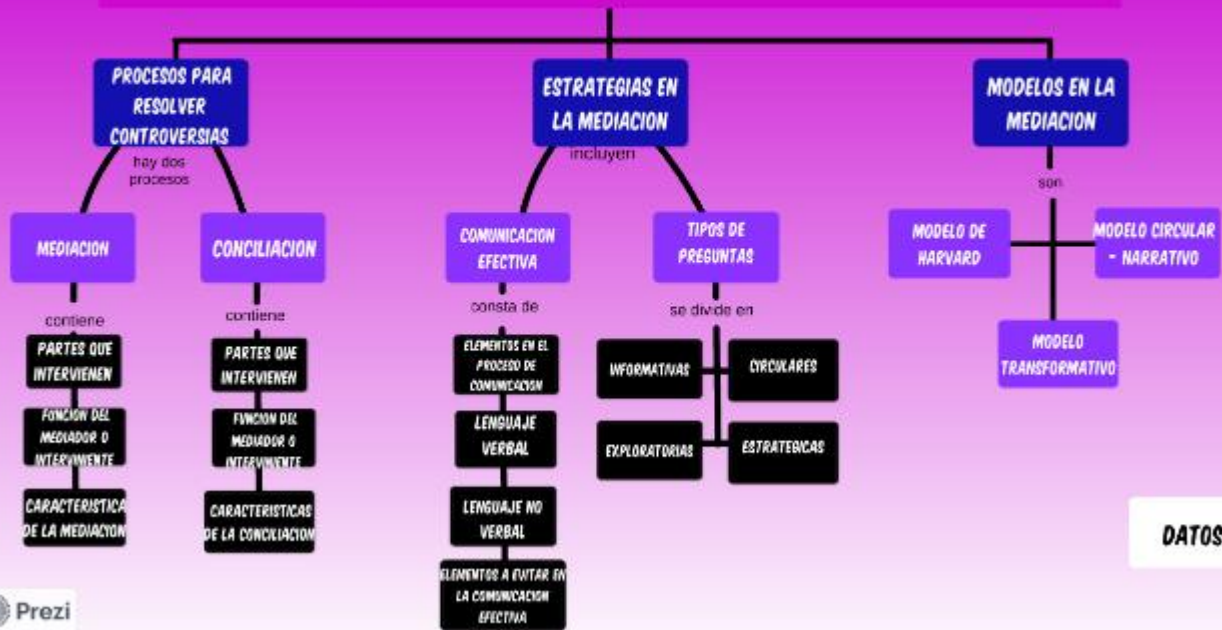 PROCESOS PARA
RESOLVER
CONTROVERSIAS
hay dos
procesos
MEDIACION
contiene
PARTES QUE
INTERVIENEN
FUNCION DEL
MEDIADOR O
INTERVINIENTE
CARACTERISTICA
DE LA MEDIACION
CONCILIACION
contiene
PARTES QUE
INTERVIENEN
FUNCION DEL
MEDIADOR O
INTERVINIENTE
CARACTERISTICAS
DE LA CONCILIACION
ESTRATEGIAS EN
LA MEDIACION
incluyen
COMUNICACION
EFECTIVA
consta de
ELEMENTOS EN EL
PROCESO DE
COMUNICACION
LENGUAJE
VERBAL
LENGUAJE NO
VERBAL
ELEMENTOS A EVITAR EN
LA COMUNICACION
EFECTIVA
TIPOS DE
PREGUNTAS
se divide en
INFORMATIVAS
CIRCULARES
EXPLORATORIAS
ESTRATEGICAS
MODELOS EN LA
MEDIACION
son
MODELO DE
HARVARD
MODELO CIRCULAR
- NARRATIVO
MODELO
TRANSFORMATIVO
DATOS
Prezi